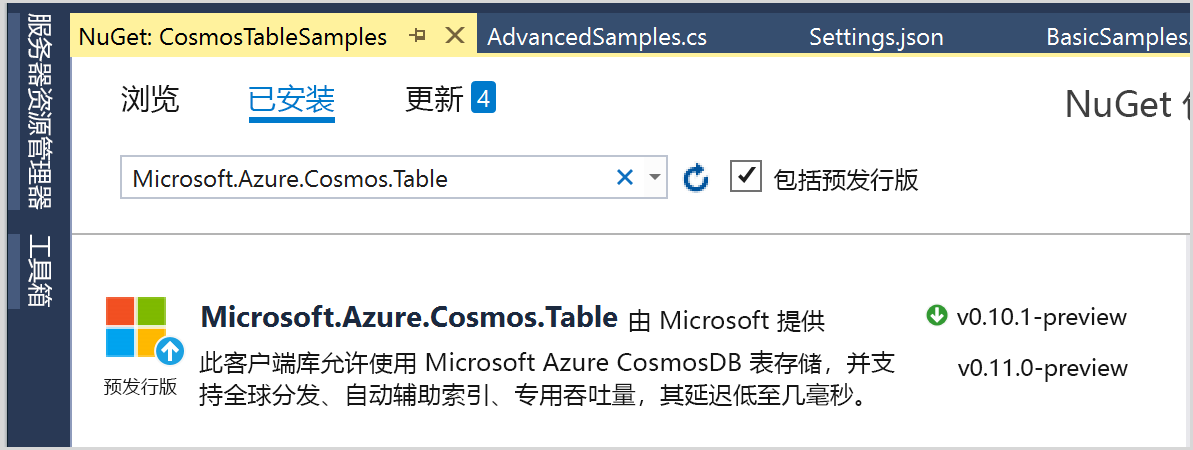 服务器资源管理器
工具箱
NuGet: CosmosTableSamples
AdvancedSamples.cs
Settings.json
BasicSamples.
浏览
已安装
更新 4
NuGet
Microsoft.Azure.Cosmos.Table
包括预发行版
Microsoft.Azure.Cosmos.Table 由 Microsoft 提供
v0.10.1-preview
此客户端库允许使用 Microsoft Azure CosmosDB 表存储，并支
v0.11.0-preview
预发行版
持全球分发、自动辅助索引、专用吞吐量，其延迟低至几毫秒。